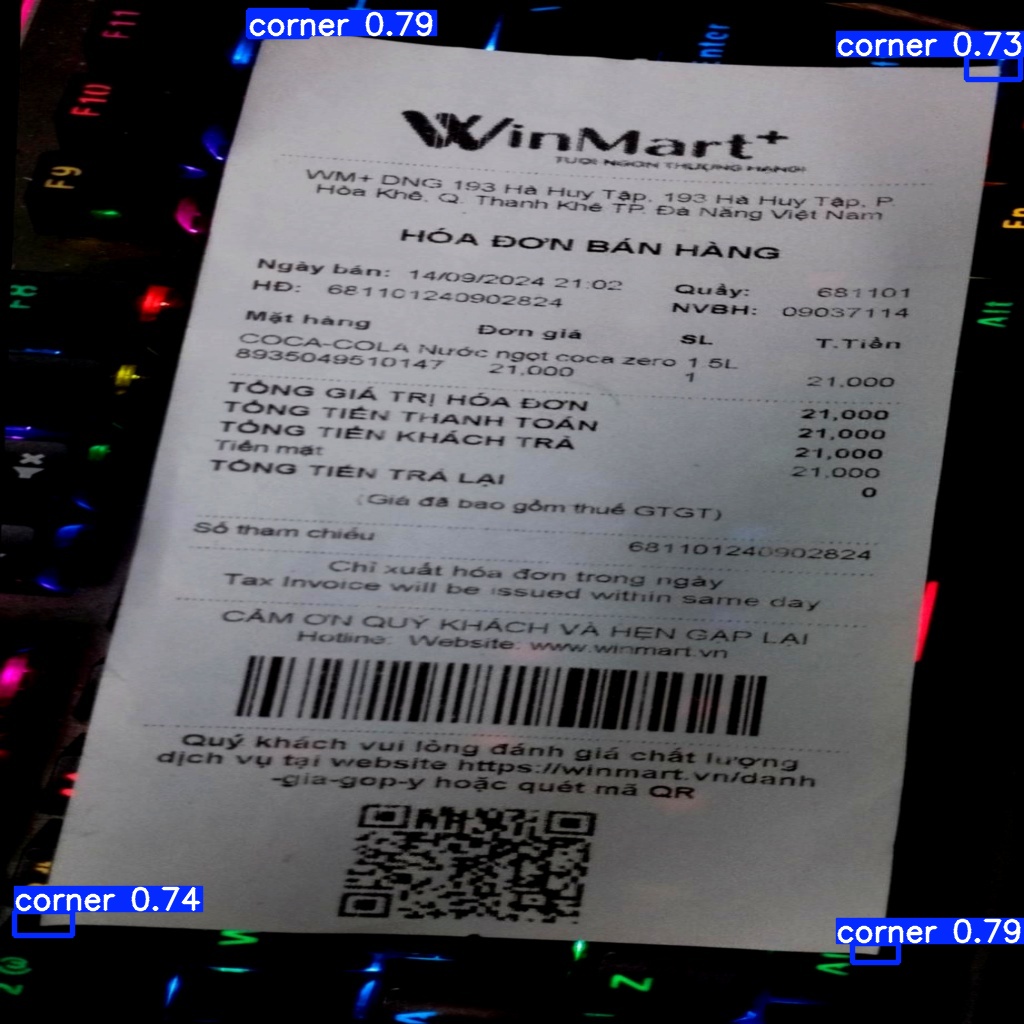 corner 0.79
corner 0.73
F11
Enter
F10
F9
WinMart+
TƯƠI NGON THƯỢNG HẠNG!
WM+ DNG 193 Hà Huy Tập, 193 Hà Huy Tập, P.
Hòa Khê, Q. Thanh Khê TP. Đà Nẵng Việt Nam
HÓA ĐƠN BÁN HÀNG
Ngày bán: 14/09/2024 21:02 Quầy: 681101
HĐ: 681101240902824 NVBH: 09037114
F8
Alt
Mặt hàng Đơn giá SL T.Tiền
COCA-COLA Nước ngọt coca zero 1.5L
8935049510147 21,000 1 21,000
TỔNG GIÁ TRỊ HÓA ĐƠN 21,000
TỔNG TIỀN THANH TOÁN 21,000
TỔNG TIỀN KHÁCH TRẢ 21,000
Tiền mặt 21,000
TỔNG TIỀN TRẢ LẠI 0
(Giá đã bao gồm thuế GTGT)
Số tham chiếu 681101240902824
Chỉ xuất hóa đơn trong ngày
Tax Invoice will be issued within same day
CẢM ƠN QUÝ KHÁCH VÀ HẸN GẶP LẠI
Hotline: Website: www.winmart.vn
Quý khách vui lòng đánh giá chất lượng
dịch vụ tại website https://winmart.vn/danh
-gia-gop-y hoặc quét mã QR
corner 0.74
corner 0.79
W
Z